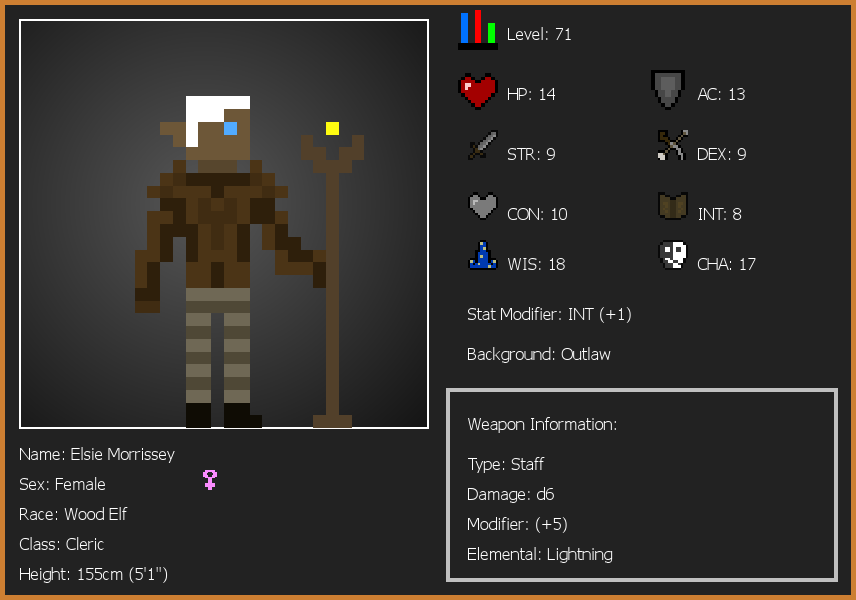 Level: 71
HP: 14
AC: 13
STR: 9
DEX: 9
CON: 10
INT: 8
WIS: 18
CHA: 17
Stat Modifier: INT (+1)
Background: Outlaw
Weapon Information:
Type: Staff
Damage: d6
Modifier: (+5)
Elemental: Lightning
Name: Elsie Morrissey
Sex: Female
Race: Wood Elf
Class: Cleric
Height: 155cm (5'1")